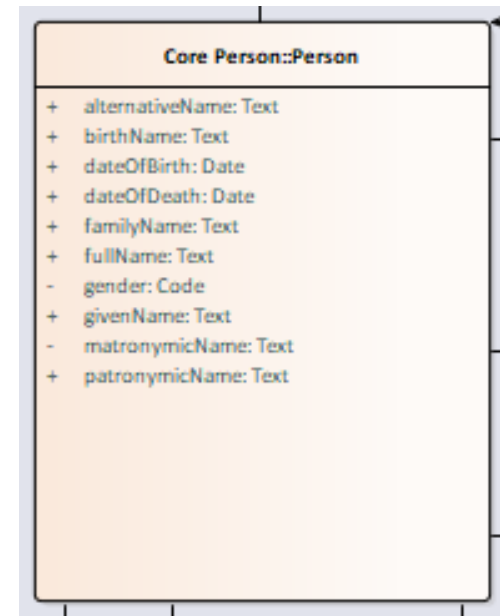 Core Person::Person
+ alternativeName: Text
+ birthName: Text
+ dateOfBirth: Date
+ dateOfDeath: Date
+ familyName: Text
+ fullName: Text
- gender: Code
+ givenName: Text
- matronymicName: Text
+ patronymicName: Text